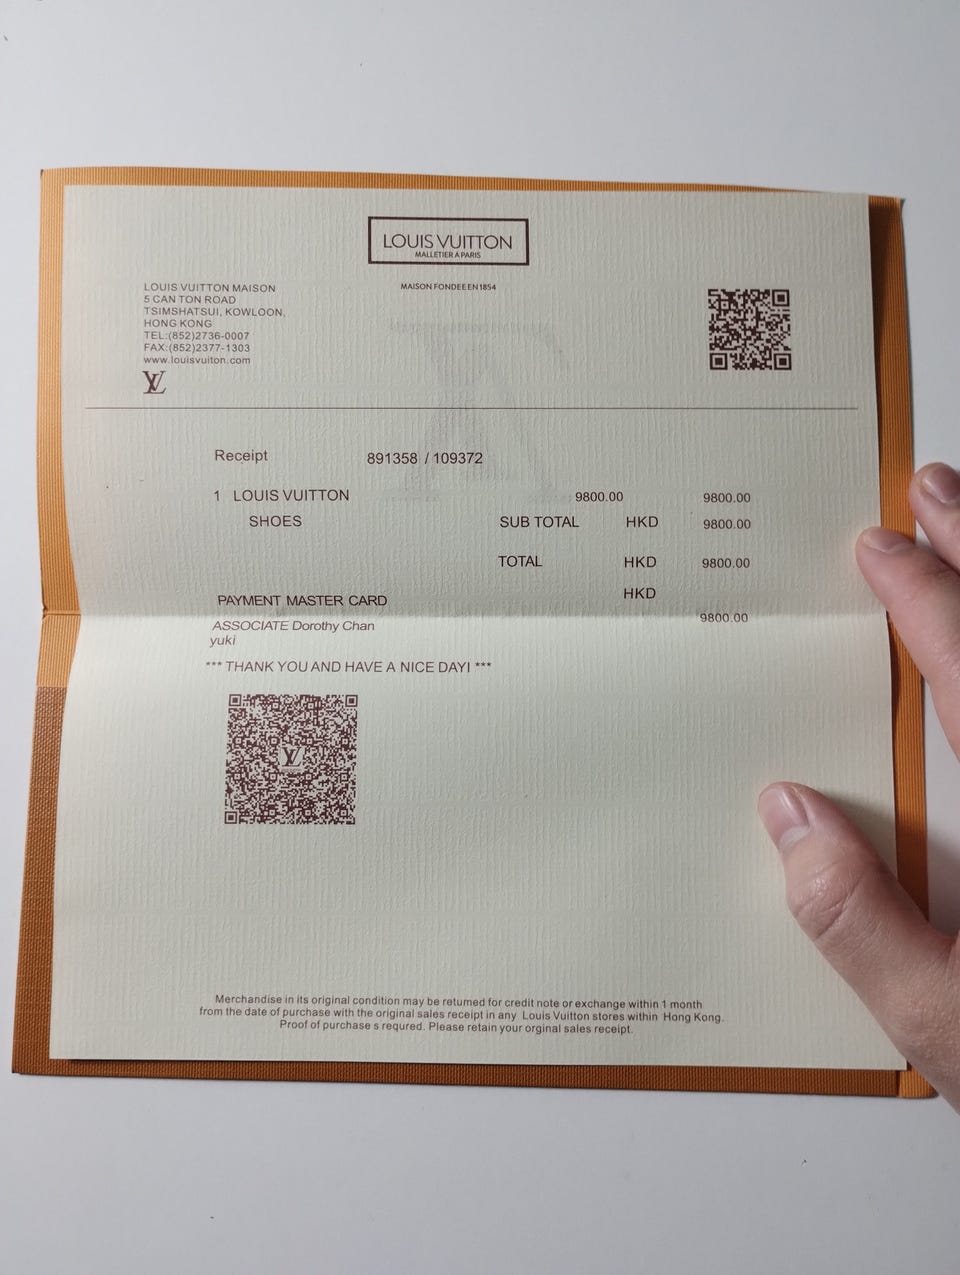 LOUIS VUITTON
MALLETIER À PARIS
MAISON FONDEE EN 1854
LOUIS VUITTON MAISON
5 CAN TON ROAD
TSIMSHATSUI, KOWLOON,
HONG KONG
TEL:(852)2736-0007
FAX:(852)2377-1303
www.louisvuiton.com
LV
Receipt 891358 / 109372
1 LOUIS VUITTON 9800.00 9800.00
SHOES SUB TOTAL HKD 9800.00
TOTAL HKD 9800.00
HKD
PAYMENT MASTER CARD
9800.00
ASSOCIATE Dorothy Chan
yuki
*** THANK YOU AND HAVE A NICE DAYI ***
LV
Merchandise in its original condition may be retumed for credit note or exchange within 1 month
from the date of purchase with the original sales receipt in any Louis Vuitton stores within Hong Kong.
Proof of purchase s requred. Please retain your orginal sales receipt.